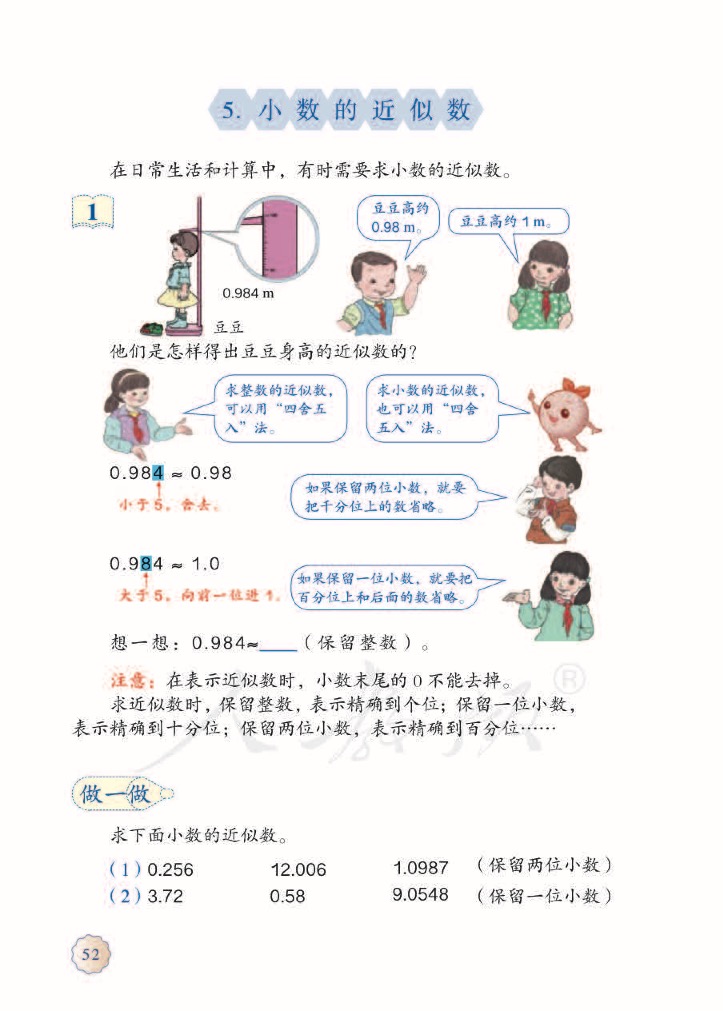 5. 小数的近似数
在日常生活和计算中，有时需要求小数的近似数。
1
豆豆高约
0.98 m。
豆豆高约 1 m。
0.984 m
豆豆
他们是怎样得出豆豆身高的近似数的？
求整数的近似数，
可以用“四舍五
入”法。
求小数的近似数，
也可以用“四舍
五入”法。
0.984 ≈ 0.98
小于 5，舍去。
如果保留两位小数，就要
把千分位上的数省略。
0.984 ≈ 1.0
大于 5，向前一位进 1。
如果保留一位小数，就要把
百分位上和后面的数省略。
想一想：0.984≈____（保留整数）。
注意：在表示近似数时，小数末尾的 0 不能去掉。
求近似数时，保留整数，表示精确到个位；保留一位小数，
表示精确到十分位；保留两位小数，表示精确到百分位……
做一做
求下面小数的近似数。
（1）0.256 12.006 1.0987 （保留两位小数）
（2）3.72 0.58 9.0548 （保留一位小数）
52